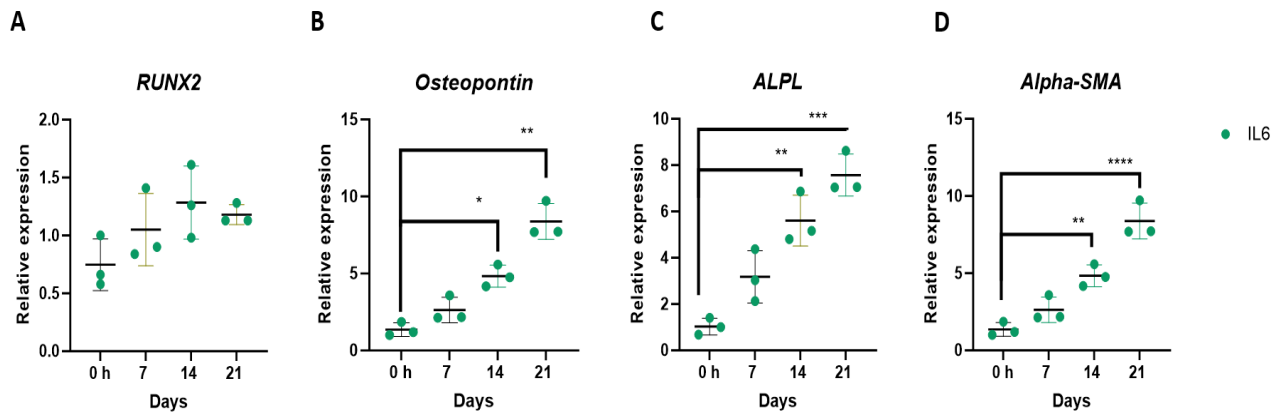 A
B
C
D
RUNX2
Osteopontin
ALPL
Alpha-SMA
Relative expression
2.0
1.5
1.0
0.5
0.0
0 h 7 14 21
Days
Relative expression
15
10
5
0
**
*
0 h 7 14 21
Days
Relative expression
10
8
6
4
2
0
***
**
0 h 7 14 21
Days
Relative expression
15
10
5
0
****
**
0 h 7 14 21
Days
IL6